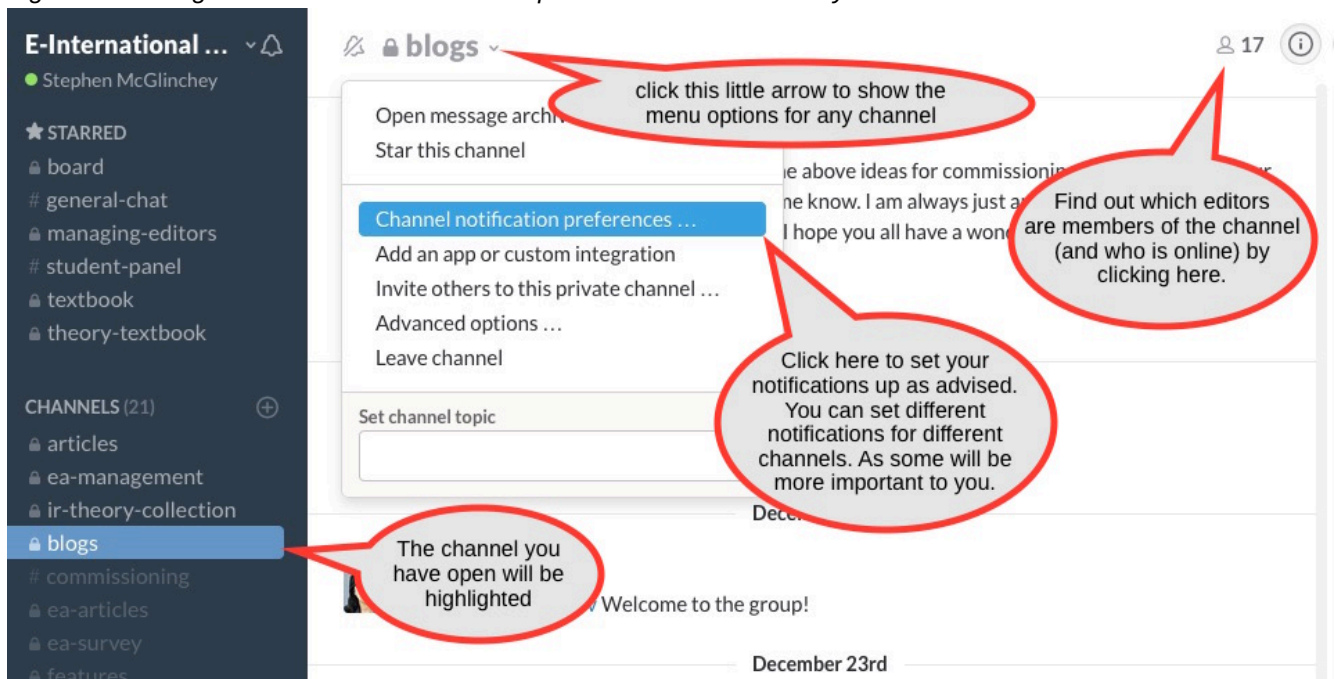 E-International ...
Stephen McGlinchey
STARRED
board
# general-chat
managing-editors
# student-panel
textbook
theory-textbook
CHANNELS (21)
articles
ea-management
ir-theory-collection
blogs
# commissioning
ea-articles
ea-survey
features
blogs
17
click this little arrow to show the
menu options for any channel
Open message
Star this channel
Channel notification preferences ...
Add an app or custom integration
Invite others to this private channel ...
Advanced options ...
Leave channel
Set channel topic
above ideas for
know. I am always just
I hope you all have a
Find out which editors
are members of the channel
(and who is online) by
clicking here.
Click here to set your
notifications up as advised.
You can set different
notifications for different
channels. As some will be
more important to you.
The channel you
have open will be
highlighted
Welcome to the group!
December 23rd